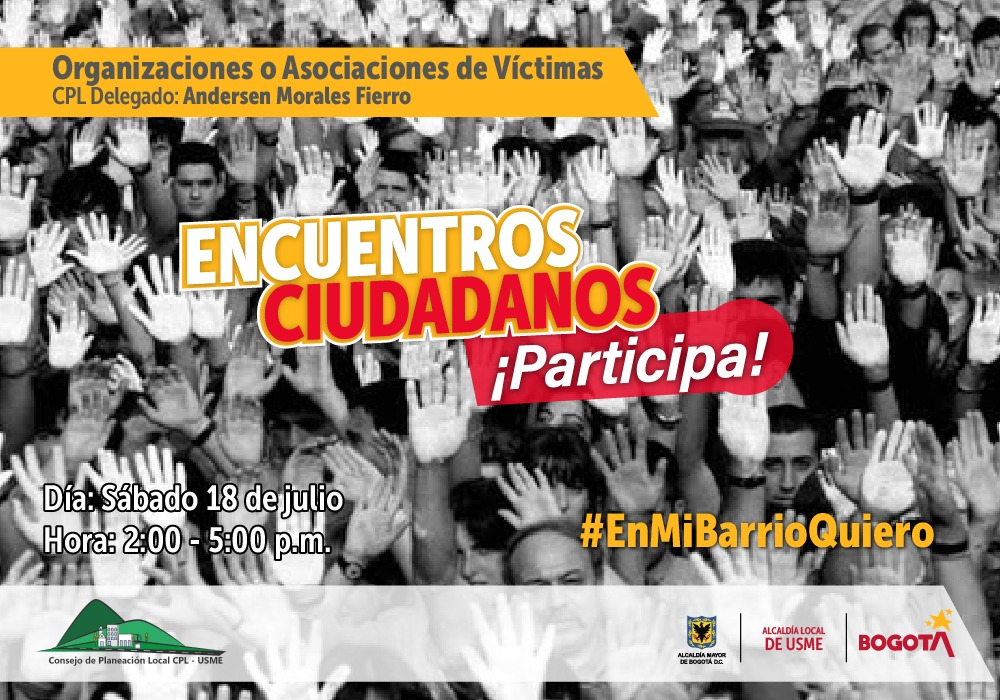 Organizaciones o Asociaciones de Víctimas
CPL Delegado: Andersen Morales Fierro
ENCUENTROS
CIUDADANOS
¡Participa!
Día: Sábado 18 de julio
Hora: 2:00 - 5:00 p.m.
#EnMiBarrioQuiero
Consejo de Planeación Local CPL - USME
ALCALDÍA MAYOR
DE BOGOTÁ D.C.
ALCALDÍA LOCAL
DE USME
BOGOTÁ